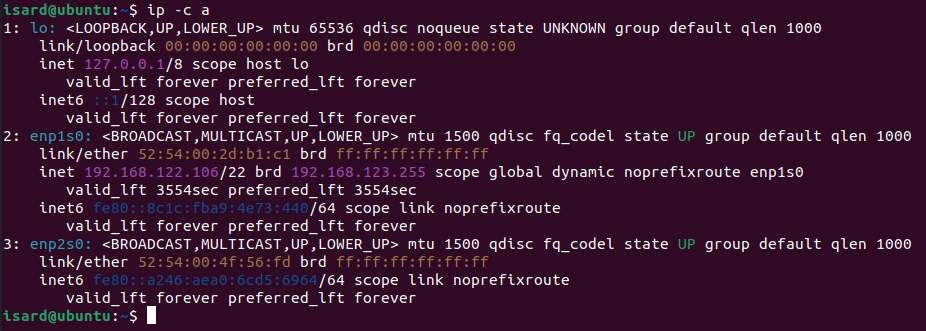 isard@ubuntu:~$ ip -c a
1: lo: <LOOPBACK,UP,LOWER_UP> mtu 65536 qdisc noqueue state UNKNOWN group default qlen 1000
    link/loopback 00:00:00:00:00:00 brd 00:00:00:00:00:00
    inet 127.0.0.1/8 scope host lo
       valid_lft forever preferred_lft forever
    inet6 ::1/128 scope host
       valid_lft forever preferred_lft forever
2: enp1s0: <BROADCAST,MULTICAST,UP,LOWER_UP> mtu 1500 qdisc fq_codel state UP group default qlen 1000
    link/ether 52:54:00:2d:b1:c1 brd ff:ff:ff:ff:ff:ff
    inet 192.168.122.106/22 brd 192.168.123.255 scope global dynamic noprefixroute enp1s0
       valid_lft 3554sec preferred_lft 3554sec
    inet6 fe80::8c1c:fba9:4e73:440/64 scope link noprefixroute
       valid_lft forever preferred_lft forever
3: enp2s0: <BROADCAST,MULTICAST,UP,LOWER_UP> mtu 1500 qdisc fq_codel state UP group default qlen 1000
    link/ether 52:54:00:4f:56:fd brd ff:ff:ff:ff:ff:ff
    inet6 fe80::a246:aea0:6cd5:6964/64 scope link noprefixroute
       valid_lft forever preferred_lft forever
isard@ubuntu:~$